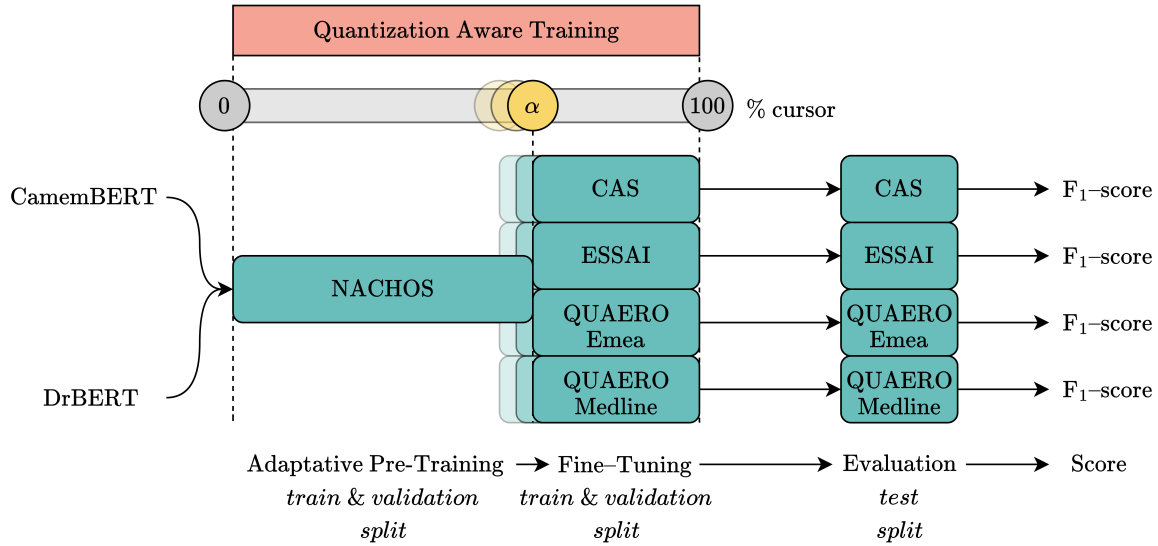 Quantization Aware Training
0
α
100
% cursor
CamemBERT
DrBERT
NACHOS
CAS
ESSAI
QUAERO
Emea
QUAERO
Medline
CAS
ESSAI
QUAERO
Emea
QUAERO
Medline
F₁–score
F₁–score
F₁–score
F₁–score
Adaptative Pre-Training
train & validation
split
Fine–Tuning
train & validation
split
Evaluation
test
split
Score